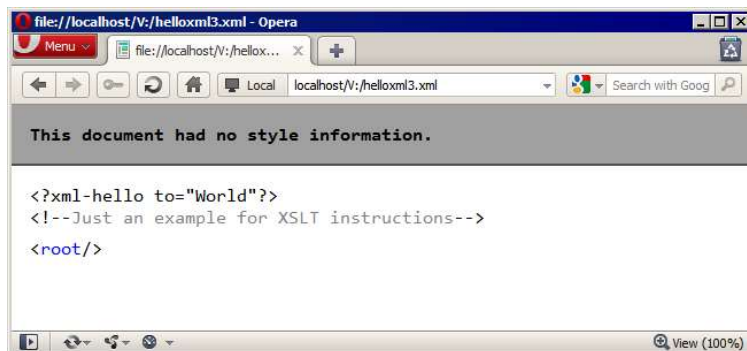 file://localhost/V:/helloxml3.xml - Opera
Menu
file://localhost/V:/hellox...
Local localhost/V:/helloxml3.xml Search with Goog
This document had no style information.
<?xml-hello to="World"?>
<!--Just an example for XSLT instructions-->
<root/>
View (100%)